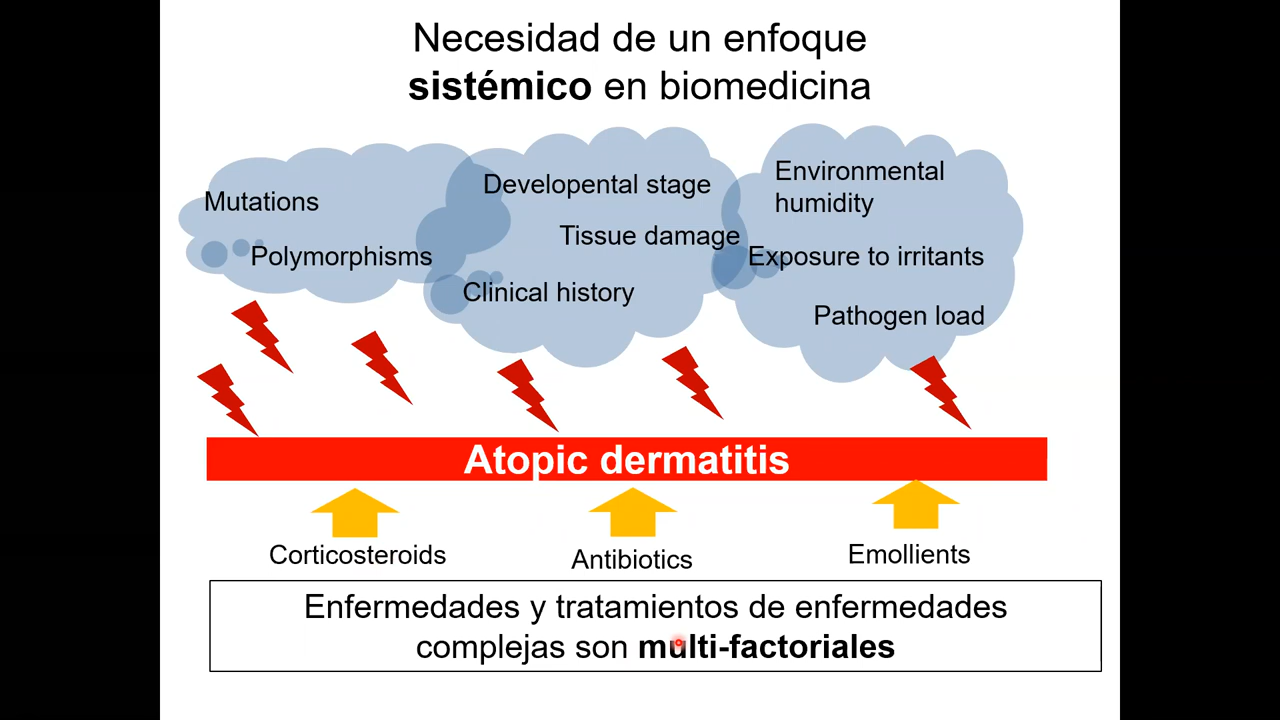 Necesidad de un enfoque
sistémico en biomedicina
Mutations
Polymorphisms
Developental stage
Tissue damage
Clinical history
Environmental
humidity
Exposure to irritants
Pathogen load
Atopic dermatitis
Corticosteroids
Antibiotics
Emollients
Enfermedades y tratamientos de enfermedades
complejas son multi-factoriales